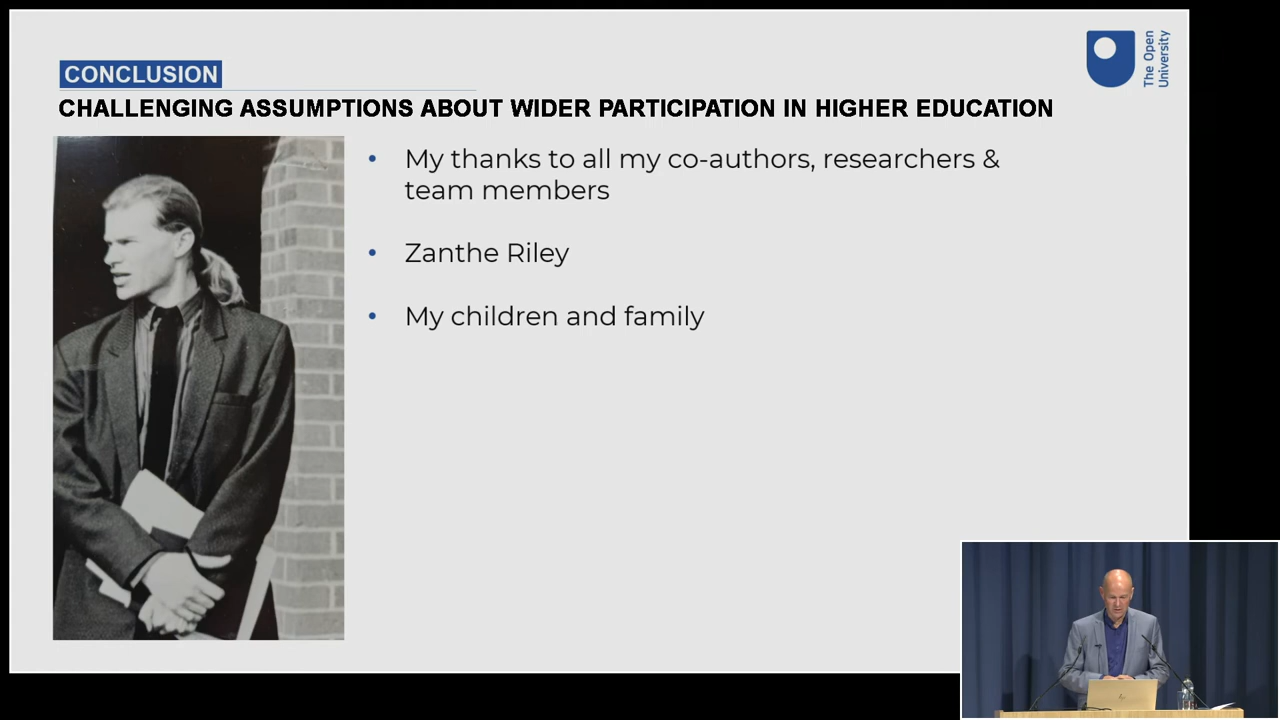 CONCLUSION
The Open
University
CHALLENGING ASSUMPTIONS ABOUT WIDER PARTICIPATION IN HIGHER EDUCATION
• My thanks to all my co-authors, researchers &
team members
• Zanthe Riley
• My children and family